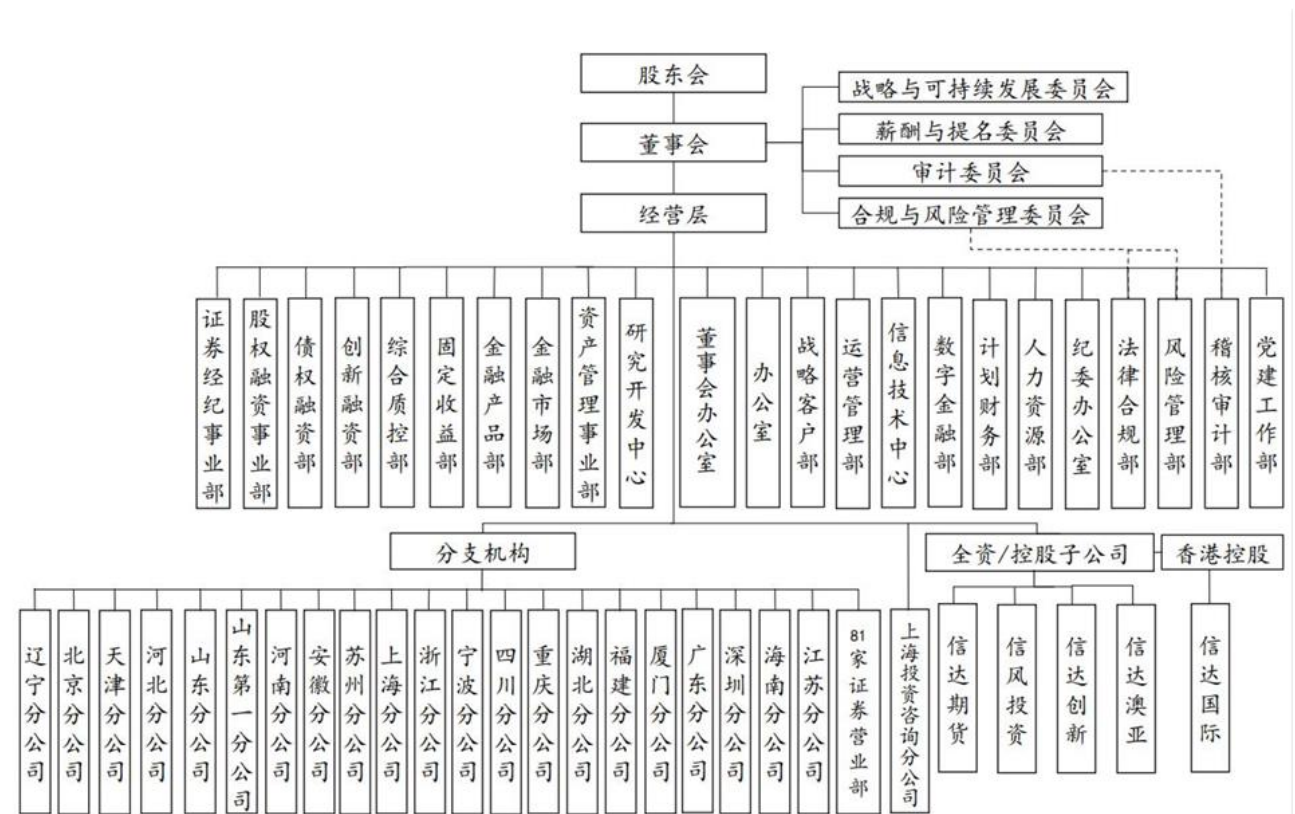 股东会
董事会
经营层
战略与可持续发展委员会
薪酬与提名委员会
审计委员会
合规与风险管理委员会
证券经纪事业部
股权融资事业部
债权融资部
创新融资部
综合质控部
固定收益部
金融产品部
金融市场部
资产管理事业部
研究开发中心
董事会办公室
办公室
战略客户部
运营管理部
信息技术中心
数字金融部
计划财务部
人力资源部
纪委办公室
法律合规部
风险管理部
稽核审计部
党建工作部
分支机构
全资/控股子公司
香港控股
辽宁分公司
北京分公司
天津分公司
河北分公司
山东分公司
山东第一分公司
河南分公司
安徽分公司
苏州分公司
上海分公司
浙江分公司
宁波分公司
四川分公司
重庆分公司
湖北分公司
福建分公司
厦门分公司
广东分公司
深圳分公司
海南分公司
江苏分公司
81家证券营业部
上海投资咨询分公司
信达期货
信风投资
信达创新
信达澳亚
信达国际